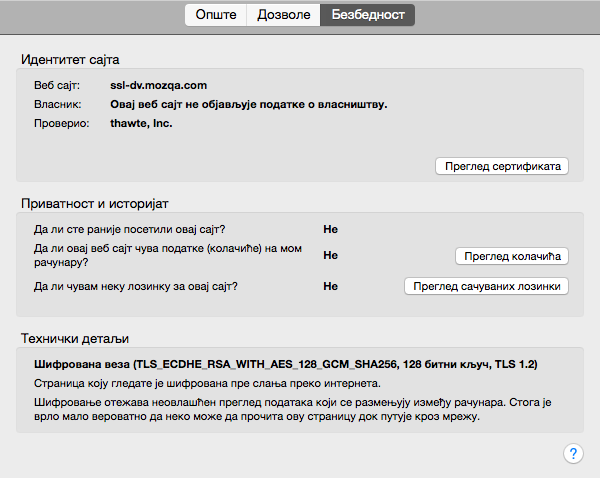 Опште Дозволе Безбедност
Идентитет сајта
Веб сајт: ssl-dv.mozqa.com
Власник: Овај веб сајт не објављује податке о власништву.
Проверио: thawte, Inc.
Преглед сертификата
Приватност и историјат
Да ли сте раније посетили овај сајт? Не
Да ли овај веб сајт чува податке (колачиће) на мом
рачунару? Не Преглед колачића
Да ли чувам неку лозинку за овај сајт? Не Преглед сачуваних лозинки
Технички детаљи
Шифрована веза (TLS_ECDHE_RSA_WITH_AES_128_GCM_SHA256, 128 битни кључ, TLS 1.2)
Страница коју гледате је шифрована пре слања преко интернета.
Шифровање отежава неовлашћен преглед података који се размењују између рачунара. Стога је
врло мало вероватно да неко може да прочита ову страницу док путује кроз мрежу.
?